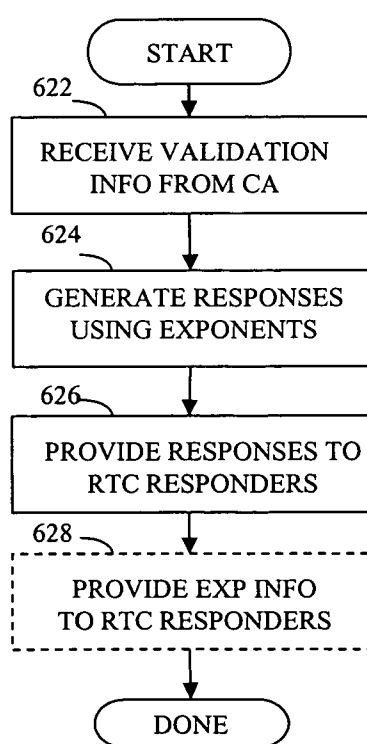 START
622
RECEIVE VALIDATION
INFO FROM CA
624
GENERATE RESPONSES
USING EXPONENTS
626
PROVIDE RESPONSES TO
RTC RESPONDERS
628
PROVIDE EXP INFO
TO RTC RESPONDERS
DONE